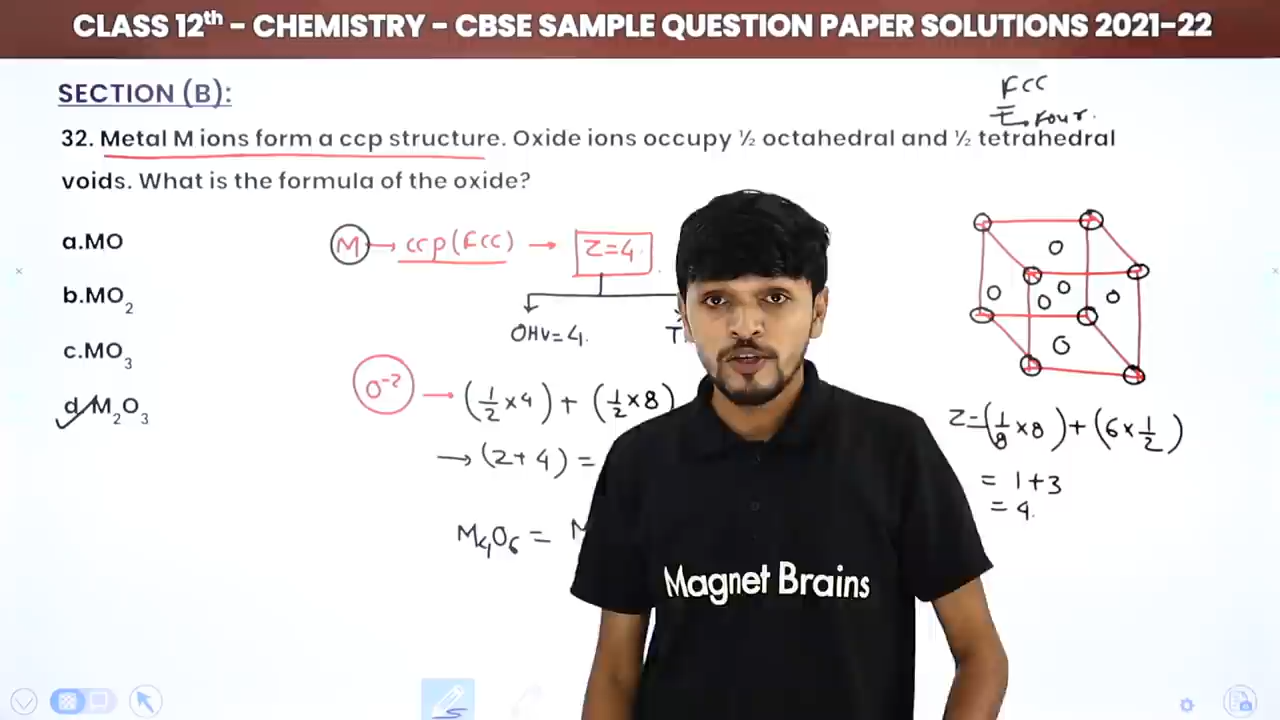 CLASS 12th - CHEMISTRY - CBSE SAMPLE QUESTION PAPER SOLUTIONS 2021-22
SECTION (B):
FCC
32. Metal M ions form a ccp structure. Oxide ions occupy ½ octahedral and ½ tetrahedral
voids. What is the formula of the oxide?
a. MO
b. MO₂
c. MO₃
d. M₂O₃
M → ccp (FCC) → Z=4
OHV=4.
T
O⁻² → (1/2 × 4) + (1/2 × 8)
→ (2+4) =
M₄O₆ = M
Z = (1/8 × 8) + (6 × 1/2)
= 1+3
= 4.
Magnet Brains